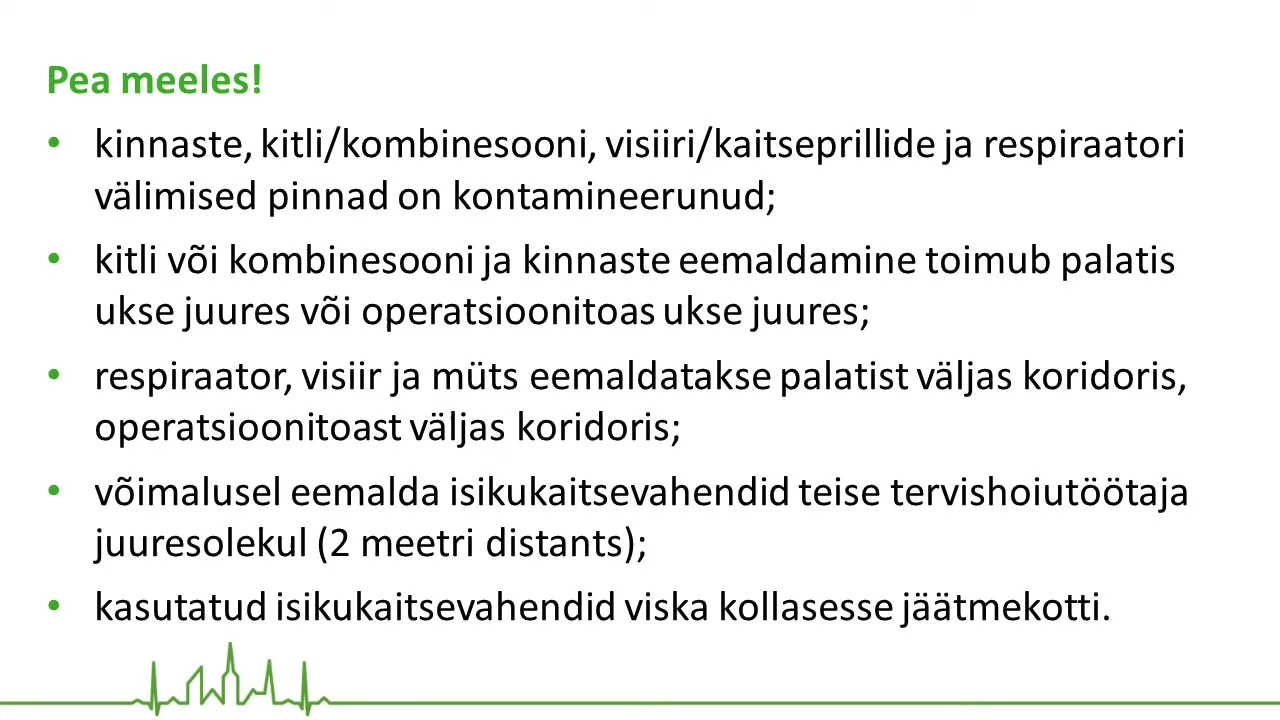 Pea meeles!
• kinnaste, kitli/kombinesooni, visiiri/kaitseprillide ja respiraatori
välimised pinnad on kontamineerunud;
• kitli või kombinesooni ja kinnaste eemaldamine toimub palatis
ukse juures või operatsioonitoas ukse juures;
• respiraator, visiir ja müts eemaldatakse palatist väljas koridoris,
operatsioonitoast väljas koridoris;
• võimalusel eemalda isikukaitsevahendid teise tervishoiutöötaja
juuresolekul (2 meetri distants);
• kasutatud isikukaitsevahendid viska kollasesse jäätmekotti.